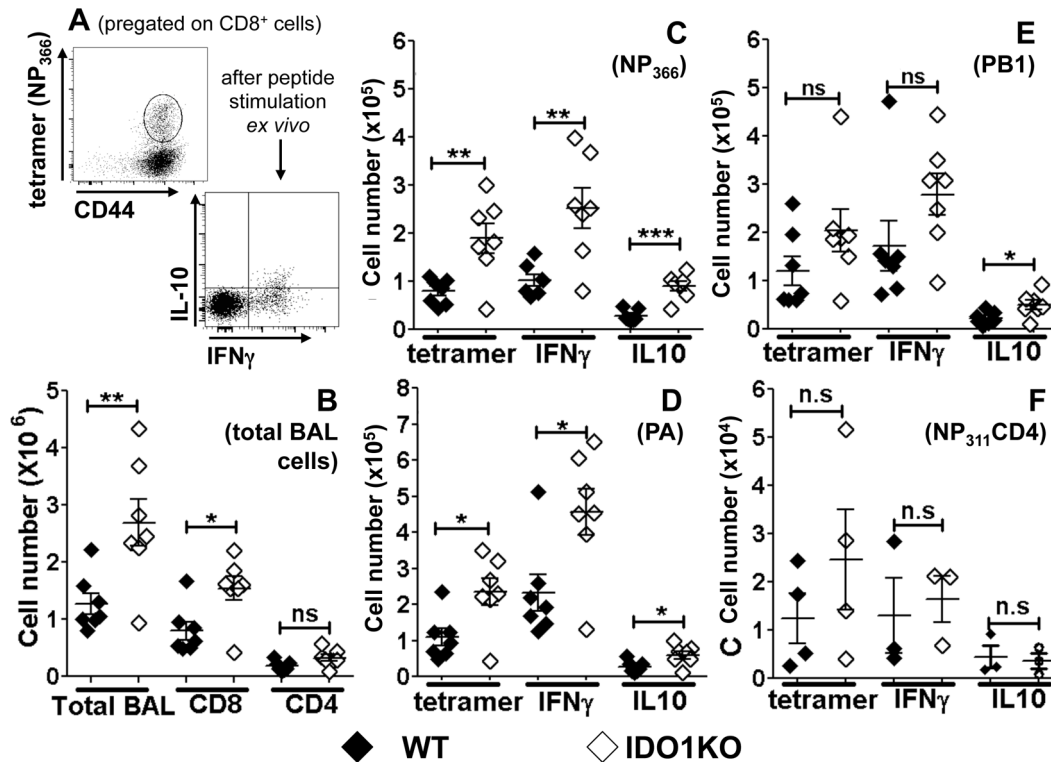 A (pregated on CD8⁺ cells)
tetramer (NP₃₆₆)
CD44
after peptide
stimulation
ex vivo
IL-10
IFNγ
C
(NP₃₆₆)
Cell number (x10⁵)
6
5
4
3
2
1
0
**
**
***
tetramer IFNγ IL10
E
(PB1)
Cell number (x10⁵)
6
5
4
3
2
1
0
ns
ns
*
tetramer IFNγ IL10
B
(total BAL
cells)
Cell number (X10⁶)
5
4
3
2
1
0
**
*
ns
Total BAL CD8 CD4
D
(PA)
Cell number (x10⁵)
8
7
6
5
4
3
2
1
0
*
*
*
tetramer IFNγ IL10
F
(NP₃₁₁CD4)
C Cell number (x10⁴)
6
5
4
3
2
1
0
n.s
n.s
n.s
tetramer IFNγ IL10
WT IDO1KO